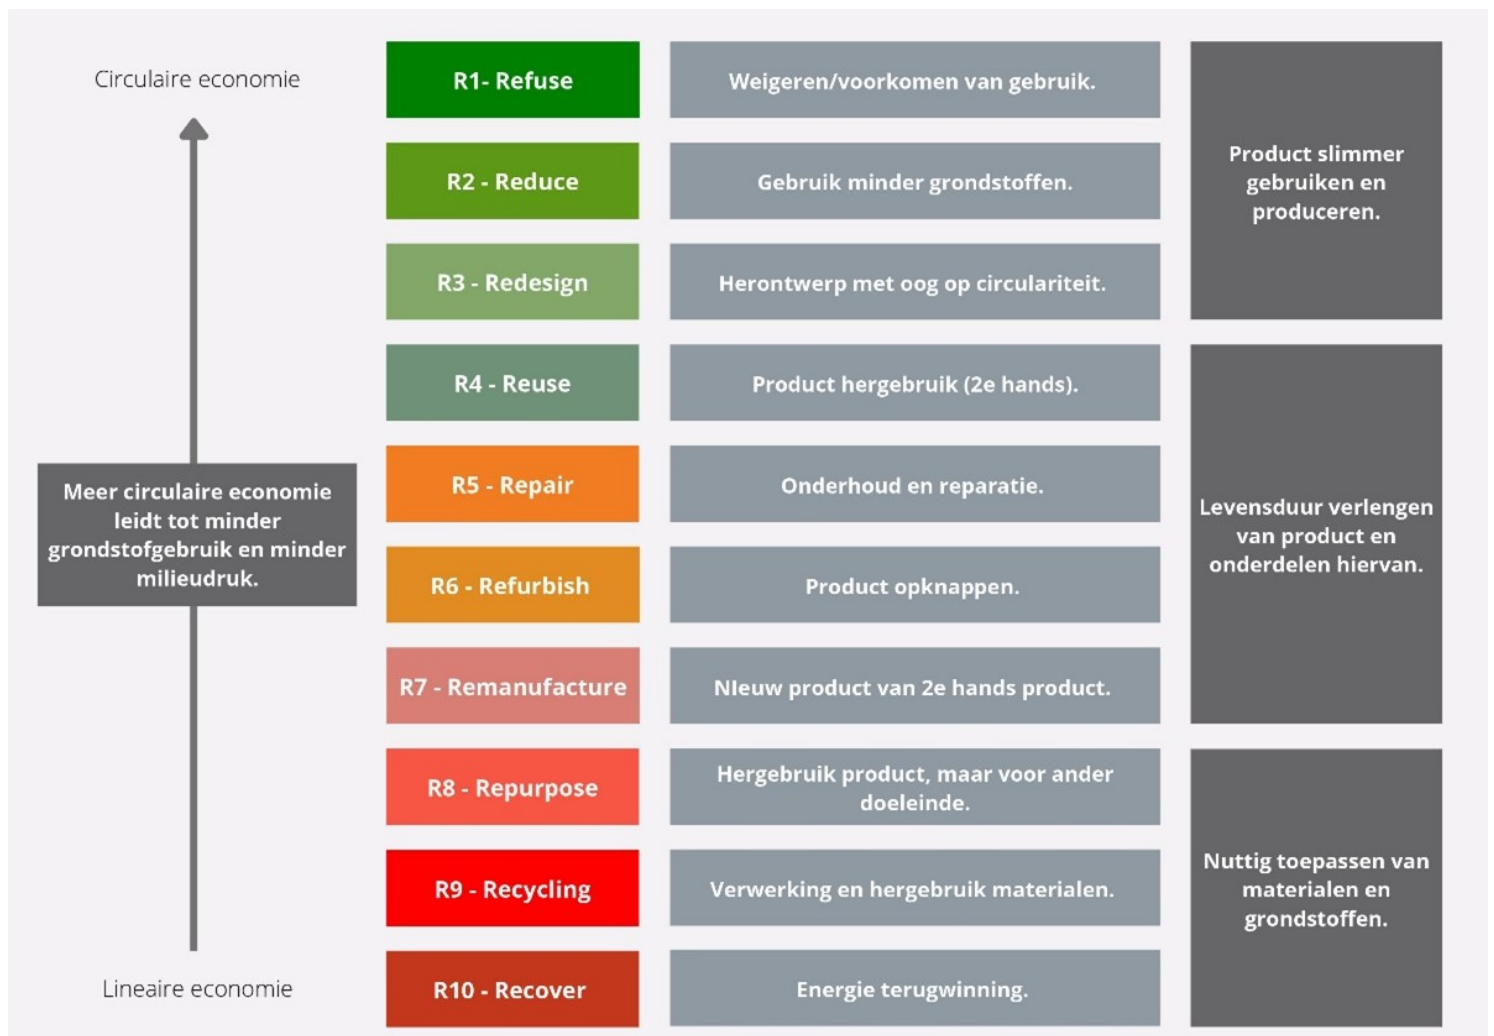 Circulaire economie
R1- Refuse
Weigeren/voorkomen van gebruik.
Product slimmer
gebruiken en
produceren.
R2 - Reduce
Gebruik minder grondstoffen.
R3 - Redesign
Herontwerp met oog op circulariteit.
R4 - Reuse
Product hergebruik (2e hands).
Meer circulaire economie
leidt tot minder
grondstofgebruik en minder
milieudruk.
R5 - Repair
Onderhoud en reparatie.
Levensduur verlengen
van product en
onderdelen hiervan.
R6 - Refurbish
Product opknappen.
R7 - Remanufacture
NIeuw product van 2e hands product.
R8 - Repurpose
Hergebruik product, maar voor ander
doeleinde.
R9 - Recycling
Verwerking en hergebruik materialen.
Nuttig toepassen van
materialen en
grondstoffen.
Lineaire economie
R10 - Recover
Energie terugwinning.